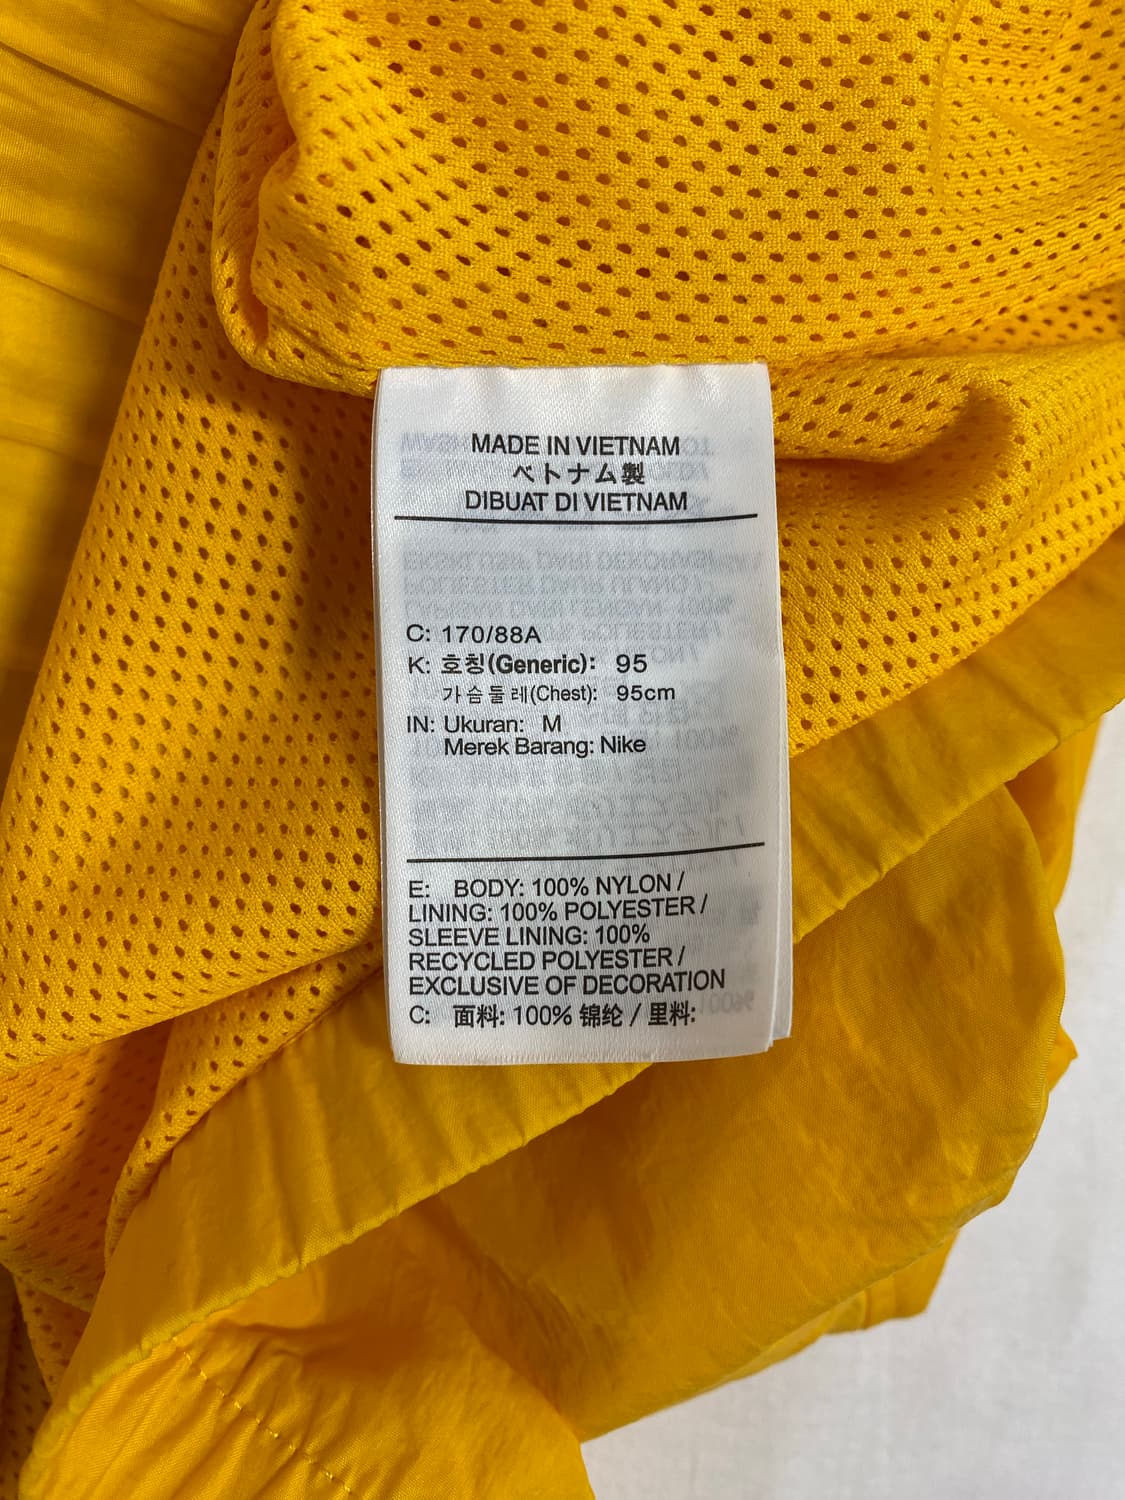 MADE IN VIETNAM
ベトナム製
DIBUAT DI VIETNAM
C: 170/88A
K: 호칭(Generic): 95
가슴둘레(Chest): 95cm
IN: Ukuran: M
Merek Barang: Nike
E: BODY: 100% NYLON /
LINING: 100% POLYESTER /
SLEEVE LINING: 100%
RECYCLED POLYESTER /
EXCLUSIVE OF DECORATION
C: 面料: 100% 锦纶 / 里料: